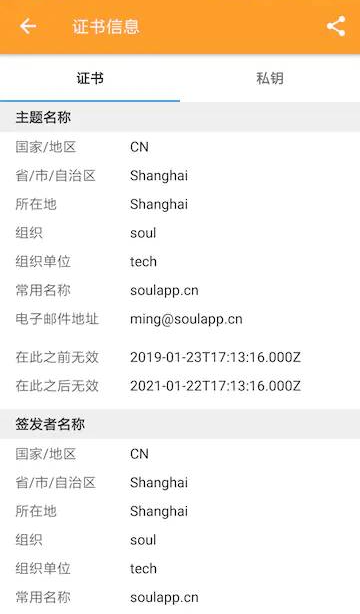 证书信息
证书 私钥
主题名称
国家/地区 CN
省/市/自治区 Shanghai
所在地 Shanghai
组织 soul
组织单位 tech
常用名称 soulapp.cn
电子邮件地址 ming@soulapp.cn
在此之前无效 2019-01-23T17:13:16.000Z
在此之后无效 2021-01-22T17:13:16.000Z
签发者名称
国家/地区 CN
省/市/自治区 Shanghai
所在地 Shanghai
组织 soul
组织单位 tech
常用名称 soulapp.cn